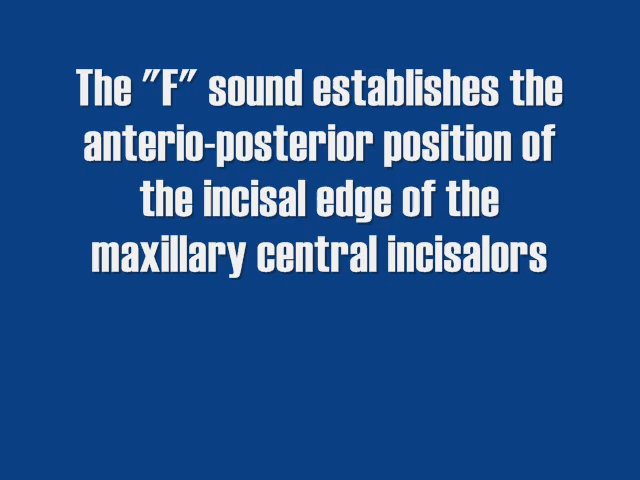 The "F" sound establishes the
anterio-posterior position of
the incisal edge of the
maxillary central incisalors